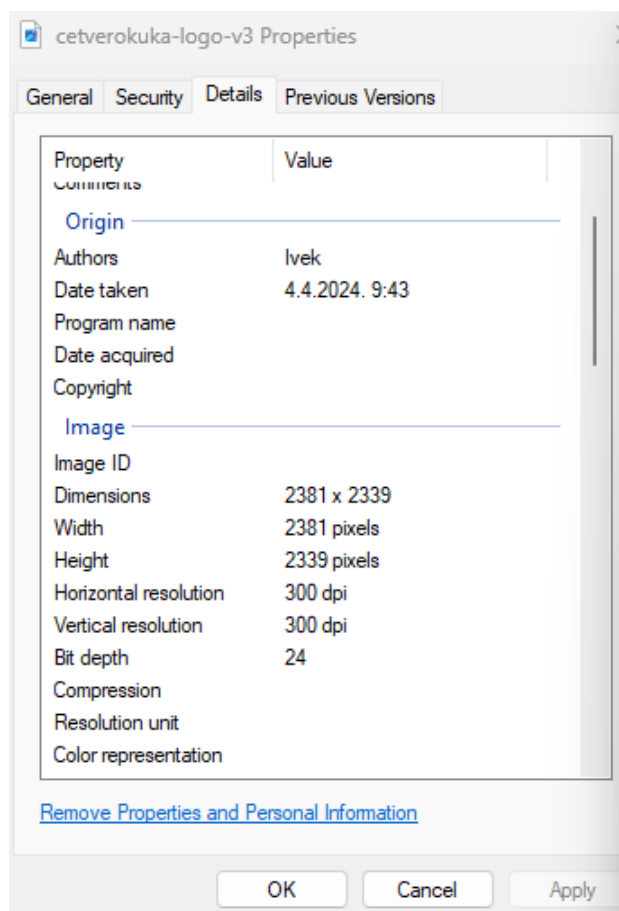 cetverokuka-logo-v3 Properties
General Security Details Previous Versions
Property Value
Comments
Origin
Authors Ivek
Date taken 4.4.2024. 9:43
Program name
Date acquired
Copyright
Image
Image ID
Dimensions 2381 x 2339
Width 2381 pixels
Height 2339 pixels
Horizontal resolution 300 dpi
Vertical resolution 300 dpi
Bit depth 24
Compression
Resolution unit
Color representation
Remove Properties and Personal Information
OK Cancel Apply